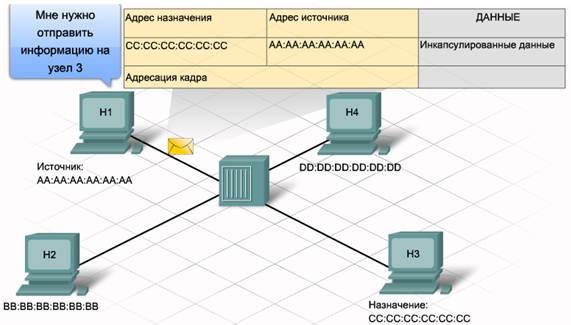 Мне нужно
отправить
информацию на
узел 3
Адрес назначения
Адрес источника
ДАННЫЕ
CC:CC:CC:CC:CC:CC
AA:AA:AA:AA:AA:AA
Инкапсулированные данные
Адресация кадра
H1
H4
Источник:
AA:AA:AA:AA:AA:AA
DD:DD:DD:DD:DD:DD
H2
H3
BB:BB:BB:BB:BB:BB
Назначение:
CC:CC:CC:CC:CC:CC